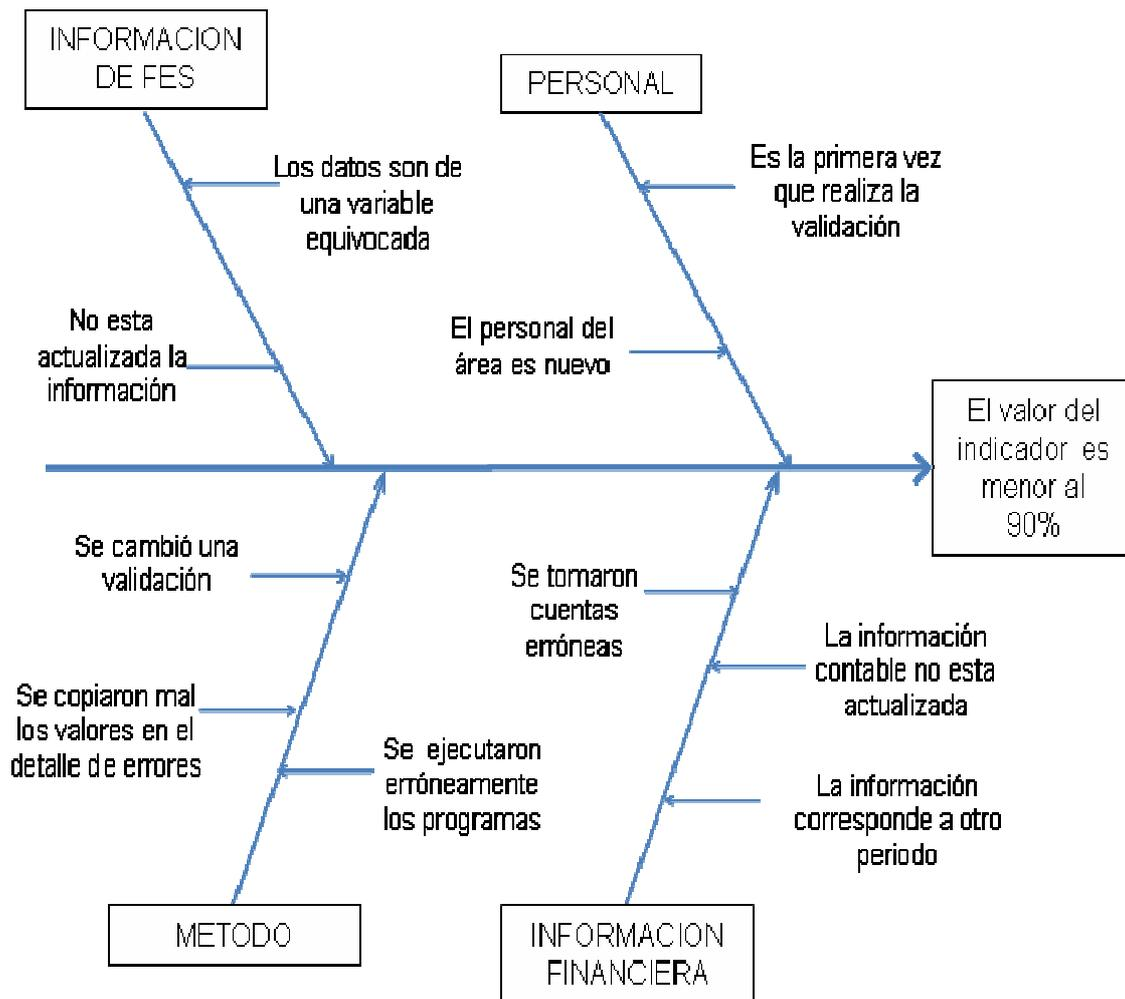 INFORMACION
DE FES
PERSONAL
Los datos son de
una variable
equivocada
Es la primera vez
que realiza la
validación
No esta
actualizada la
información
El personal del
área es nuevo
El valor del
indicador es
menor al
90%
Se cambió una
validación
Se tomaron
cuentas
erróneas
La información
contable no esta
actualizada
Se copiaron mal
los valores en el
detalle de errores
Se ejecutaron
erróneamente
los programas
La información
corresponde a otro
periodo
METODO
INFORMACION
FINANCIERA